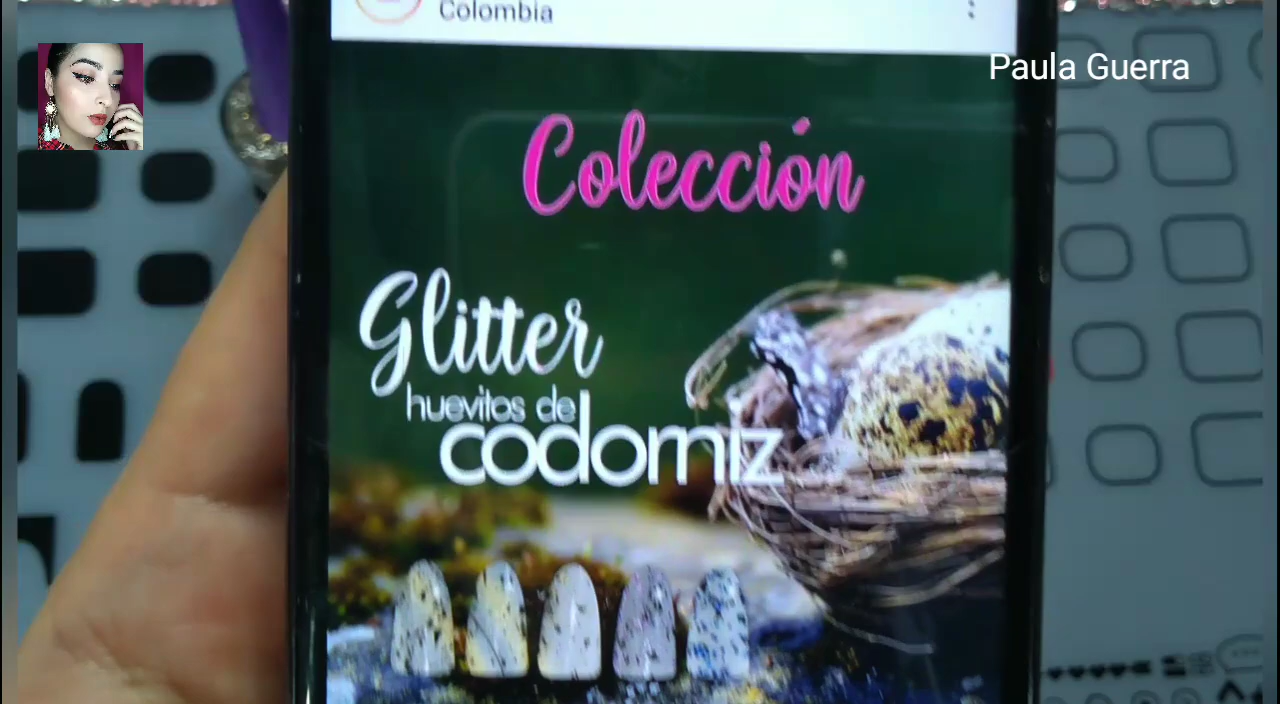 Colombia
Paula Guerra
Colección
Glitter
huevitos de
codorniz